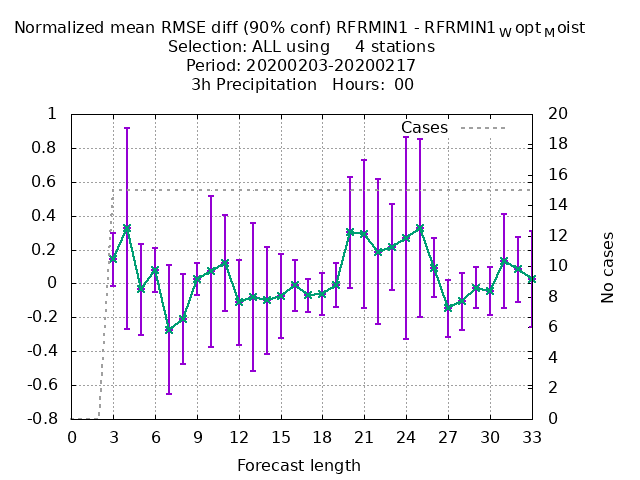 Normalized mean RMSE diff (90% conf) RFRMIN1 - RFRMIN1WoptMoist
Selection: ALL using 4 stations
Period: 20200203-20200217
3h Precipitation Hours: 00
Cases
1
0.8
0.6
0.4
0.2
0
-0.2
-0.4
-0.6
-0.8
20
18
16
14
12
10
8
6
4
2
0
No cases
0 3 6 9 12 15 18 21 24 27 30 33
Forecast length